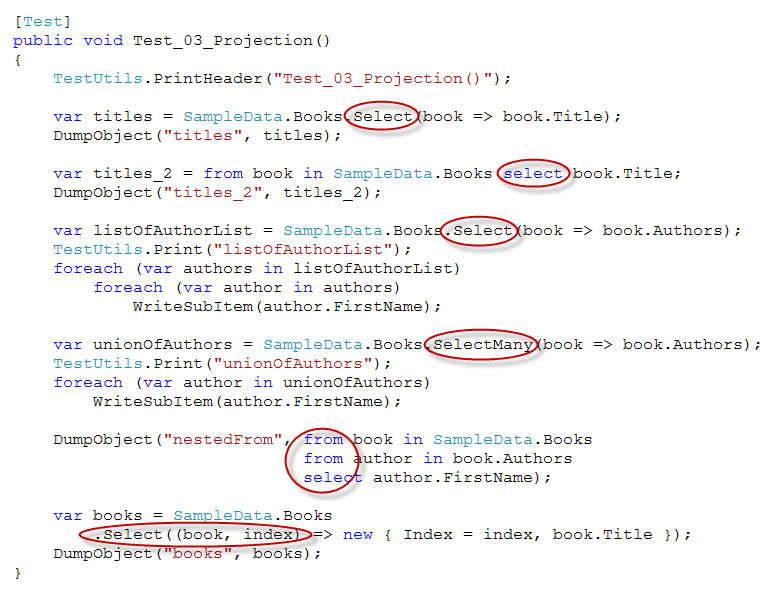 [Test]
public void Test_03_Projection()
{
    TestUtils.PrintHeader("Test_03_Projection()");

    var titles = SampleData.Books.Select(book => book.Title);
    DumpObject("titles", titles);

    var titles_2 = from book in SampleData.Books select book.Title;
    DumpObject("titles_2", titles_2);

    var listOfAuthorList = SampleData.Books.Select(book => book.Authors);
    TestUtils.Print("listOfAuthorList");
    foreach (var authors in listOfAuthorList)
        foreach (var author in authors)
            WriteSubItem(author.FirstName);

    var unionOfAuthors = SampleData.Books.SelectMany(book => book.Authors);
    TestUtils.Print("unionOfAuthors");
    foreach (var author in unionOfAuthors)
        WriteSubItem(author.FirstName);

    DumpObject("nestedFrom", from book in SampleData.Books
                             from author in book.Authors
                             select author.FirstName);

    var books = SampleData.Books
        .Select((book, index) => new { Index = index, book.Title });
    DumpObject("books", books);
}